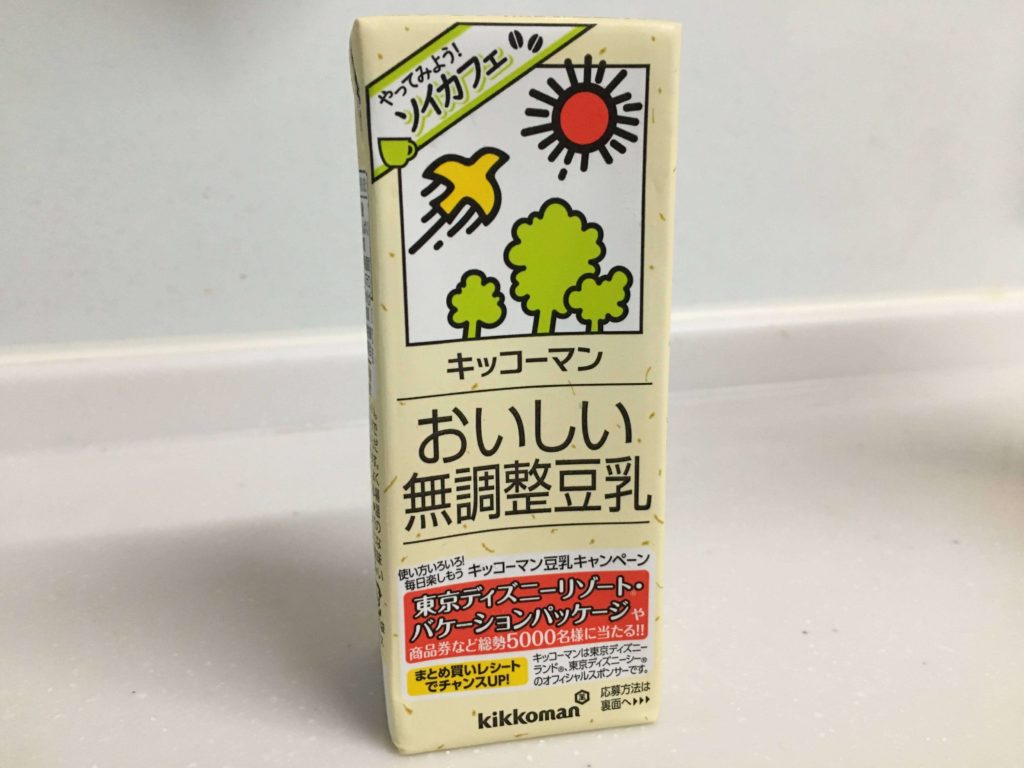 やってみよう!
ソイカフェ
キッコーマン
おいしい
無調整豆乳
使い方いろいろ!
毎日楽しもう
キッコーマン豆乳キャンペーン
東京ディズニーリゾート®・
バケーションパッケージや
商品券など総勢5000名様に当たる!!
まとめ買いレシート
でチャンスUP!
キッコーマンは東京ディズニー
ランド®、東京ディズニーシー®
のオフィシャルスポンサーです。
kikkoman
応募方法は
裏面へ